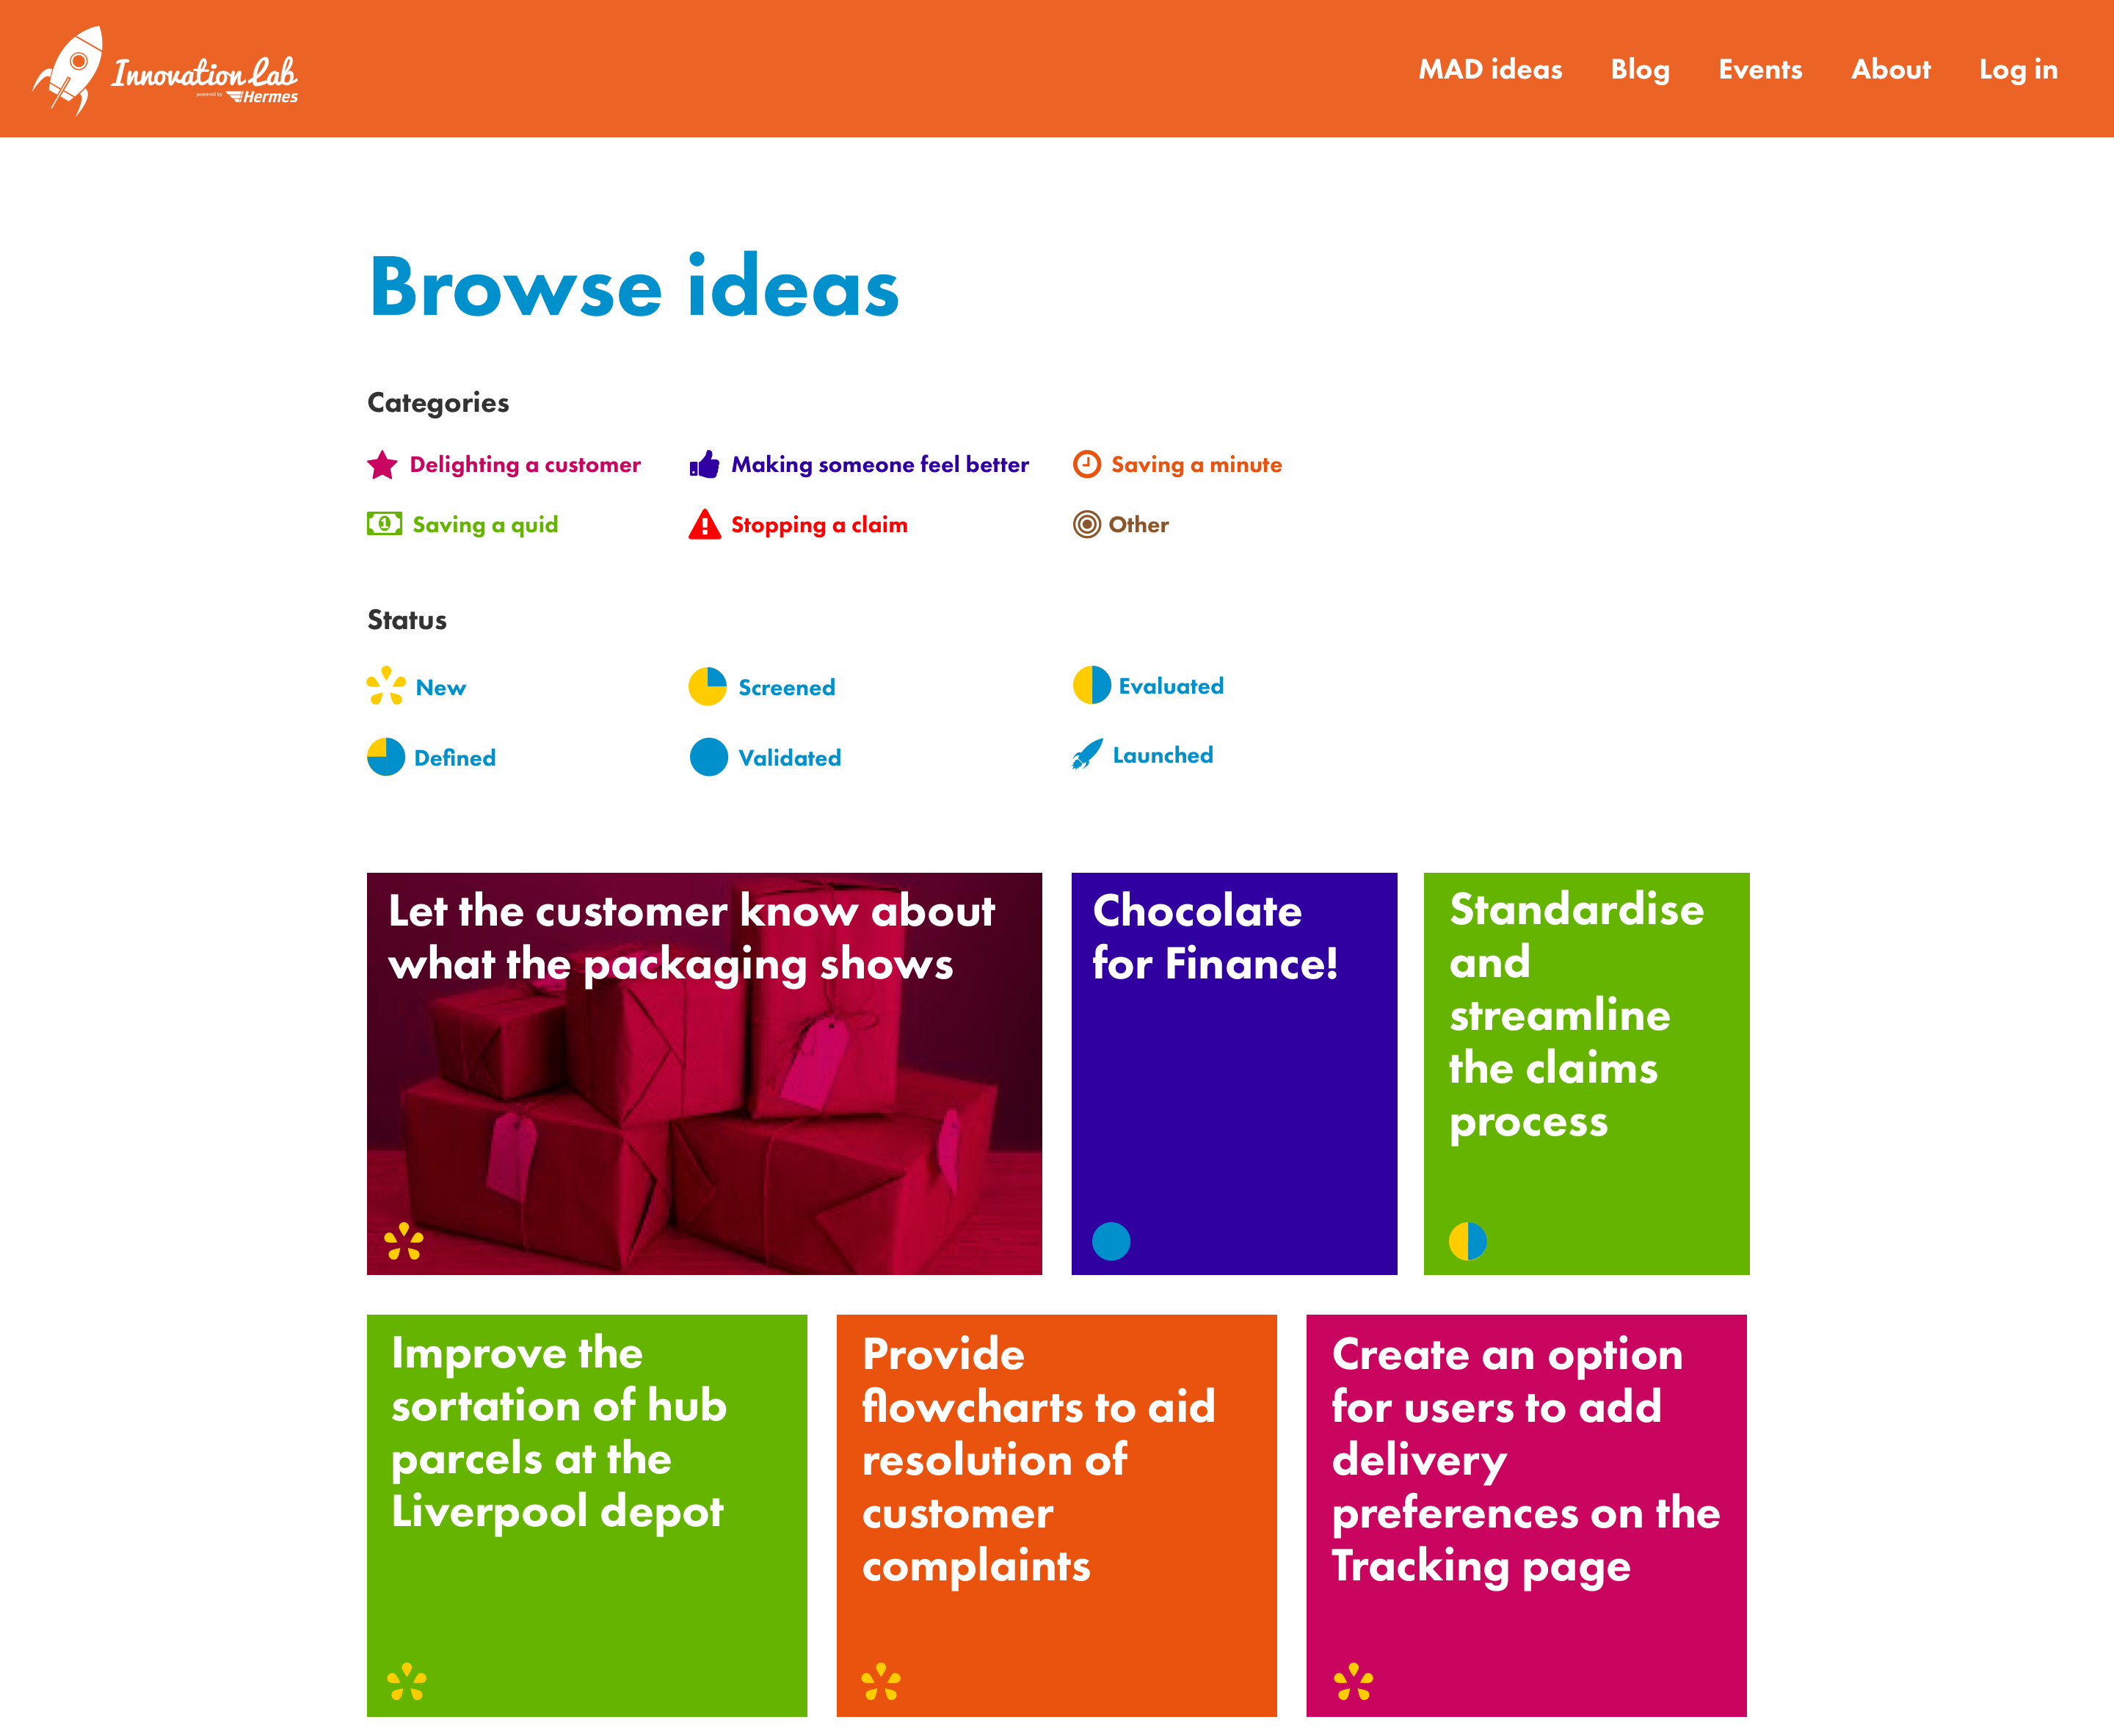 Innovation Lab
powered by Hermes
MAD ideas Blog Events About Log in
Browse ideas
Categories
Delighting a customer Making someone feel better Saving a minute
1
Saving a quid Stopping a claim Other
Status
New Screened Evaluated
Defined Validated Launched
Let the customer know about
what the packaging shows
Chocolate
for Finance!
Standardise
and
streamline
the claims
process
Improve the
sortation of hub
parcels at the
Liverpool depot
Provide
flowcharts to aid
resolution of
customer
complaints
Create an option
for users to add
delivery
preferences on the
Tracking page